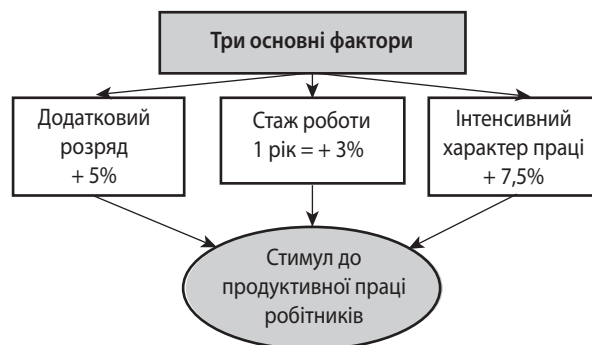 Три основні фактори
Додатковий
розряд
+ 5%
Стаж роботи
1 рік = + 3%
Інтенсивний
характер праці
+ 7,5%
Стимул до
продуктивної праці
робітників